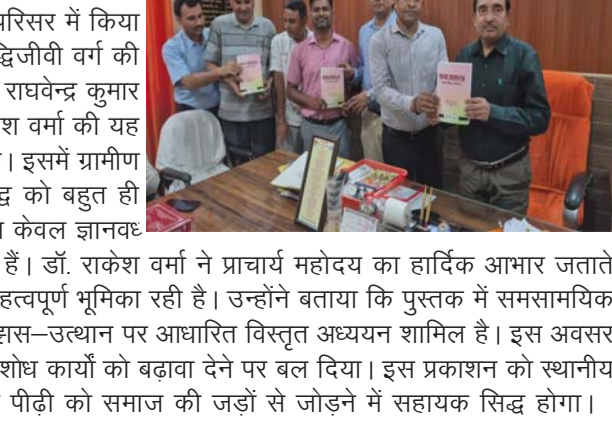 परिसर में किया
द्धिजीवी वर्ग की
राघवेन्द्र कुमार
श वर्मा की यह
। इसमें ग्रामीण
द्व को बहुत ही
केवल ज्ञानवध
हैं। डॉ. राकेश वर्मा ने प्राचार्य महोदय का हार्दिक आभार जताते
हत्वपूर्ण भूमिका रही है। उन्होंने बताया कि पुस्तक में समसामयिक
ह्रास–उत्थान पर आधारित विस्तृत अध्ययन शामिल है। इस अवसर
शोध कार्यों को बढ़ावा देने पर बल दिया। इस प्रकाशन को स्थानीय
पीढ़ी को समाज की जड़ों से जोड़ने में सहायक सिद्ध होगा।